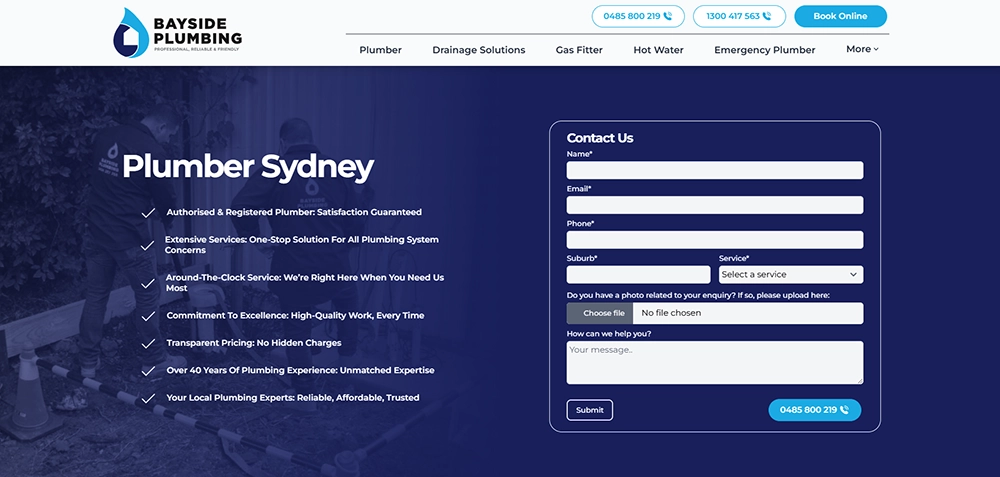 BAYSIDE
PLUMBING
PROFESSIONAL, RELIABLE & FRIENDLY
0485 800 219
1300 417 563
Book Online
Plumber
Drainage Solutions
Gas Fitter
Hot Water
Emergency Plumber
More
Plumber Sydney
Authorised & Registered Plumber: Satisfaction Guaranteed
Extensive Services: One-Stop Solution For All Plumbing System
Concerns
Around-The-Clock Service: We're Right Here When You Need Us
Most
Commitment To Excellence: High-Quality Work, Every Time
Transparent Pricing: No Hidden Charges
Over 40 Years Of Plumbing Experience: Unmatched Expertise
Your Local Plumbing Experts: Reliable, Affordable, Trusted
Contact Us
Name*
Email*
Phone*
Suburb*
Service*
Select a service
Do you have a photo related to your enquiry? If so, please upload here:
Choose file
No file chosen
How can we help you?
Your message..
Submit
0485 800 219